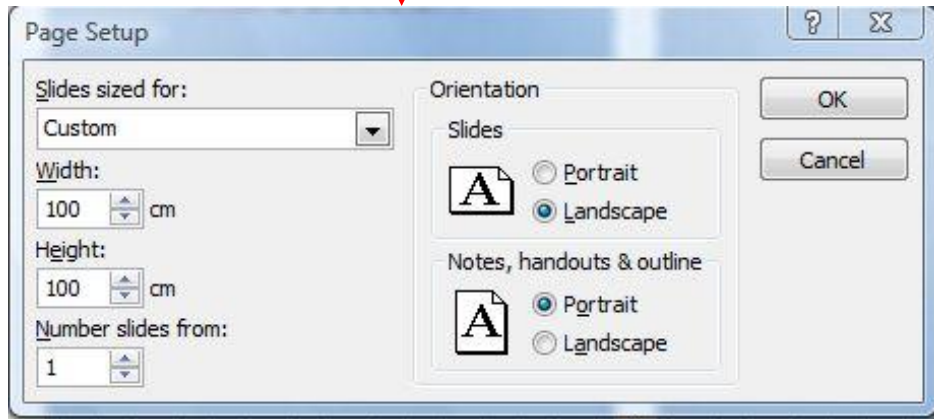 Page Setup
Slides sized for:
Custom
Width:
100 cm
Height:
100 cm
Number slides from:
1
Orientation
Slides
A
Portrait
Landscape
Notes, handouts & outline
A
Portrait
Landscape
?
OK
Cancel